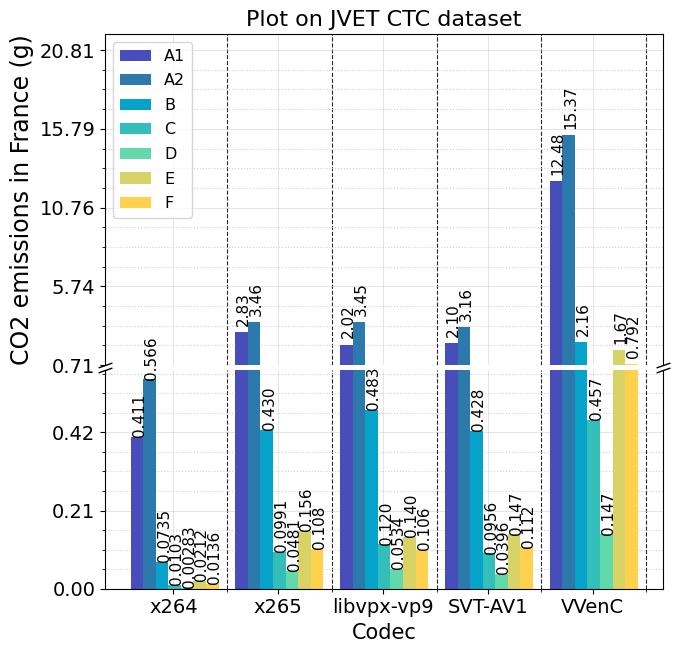 Plot on JVET CTC dataset
CO2 emissions in France (g)
20.81
15.79
10.76
5.74
0.71
0.42
0.21
0.00
A1
A2
B
C
D
E
F
0.411
0.566
0.0735
0.0103
0.00283
0.0212
0.0136
2.83
3.46
0.430
0.0991
0.0481
0.156
0.108
2.02
3.45
0.483
0.120
0.0534
0.140
0.106
2.10
3.16
0.428
0.0956
0.0396
0.147
0.112
12.48
15.37
2.16
0.457
0.147
1.67
0.792
x264
x265
libvpx-vp9
SVT-AV1
VVenC
Codec